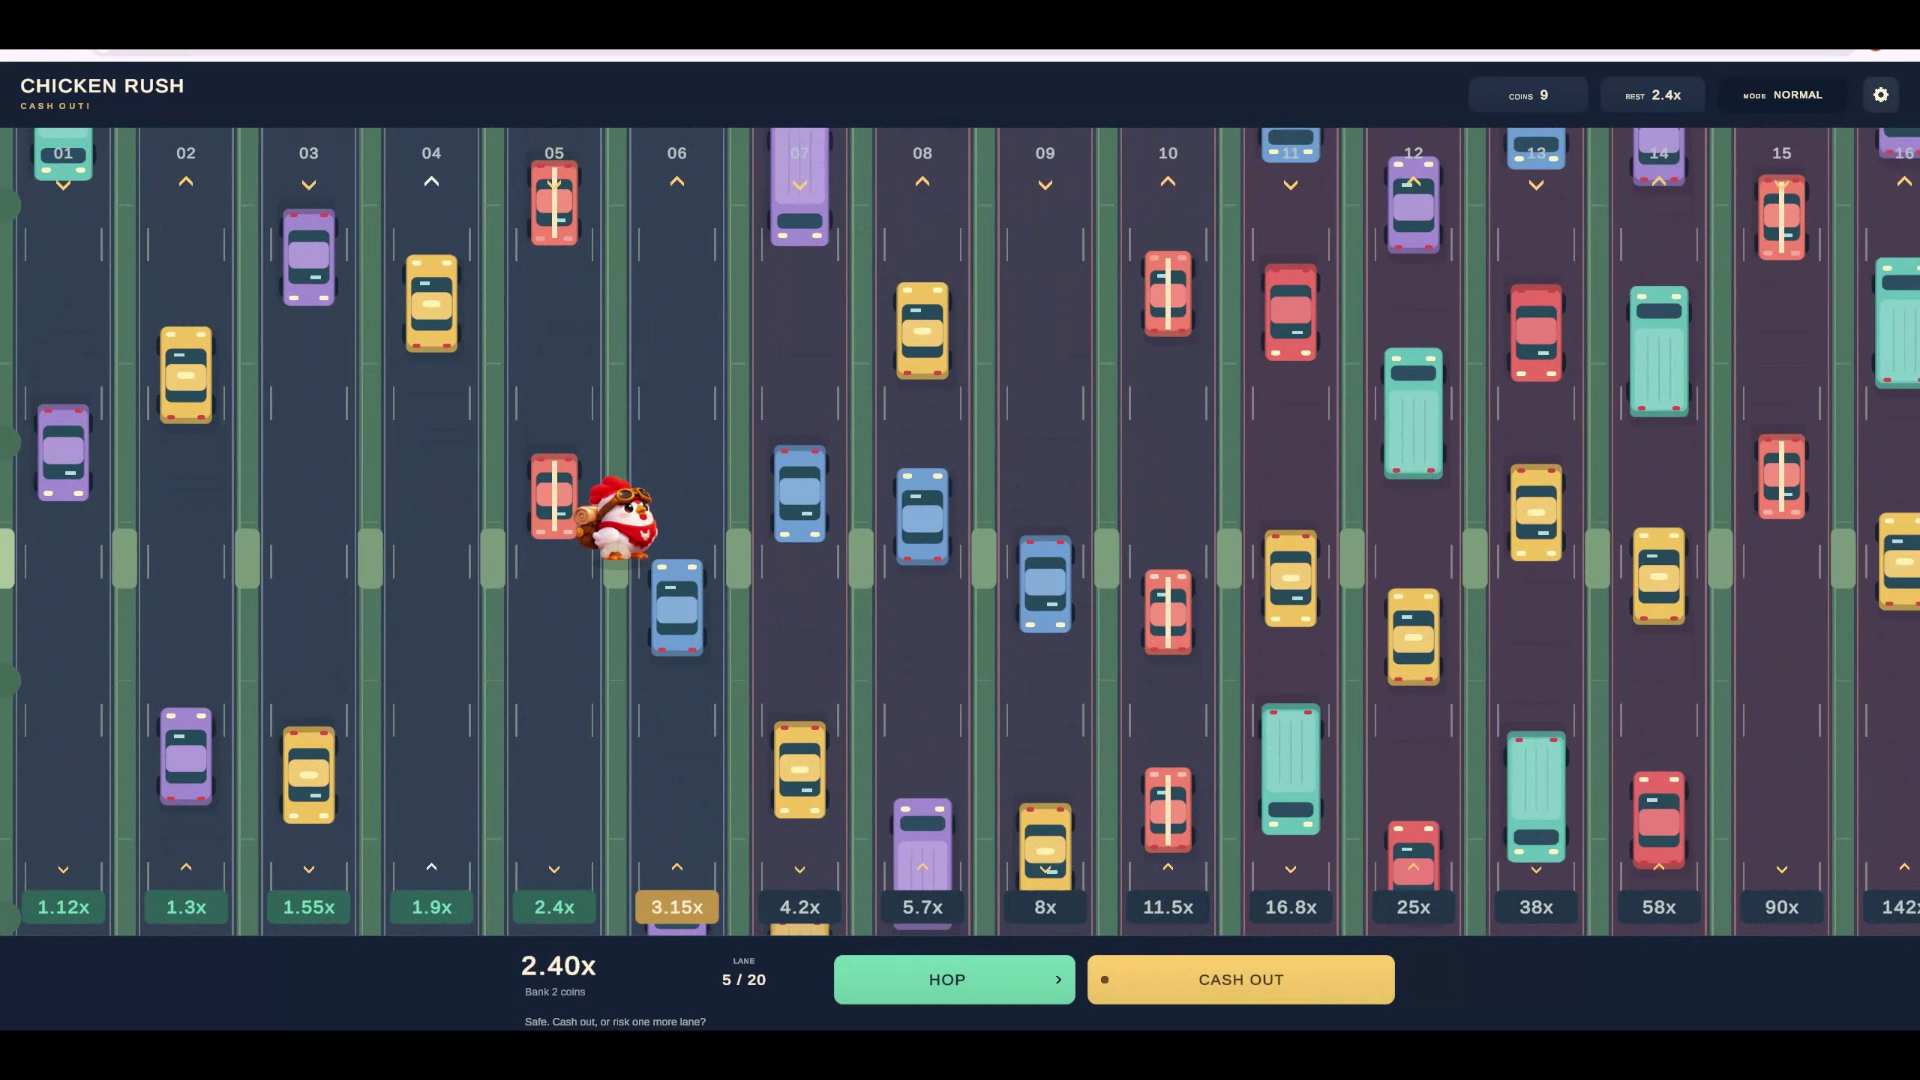 CHICKEN RUSH
CASH OUT!
COINS 9
BEST 2.4x
MODE NORMAL
01 02 03 04 05 06 07 08 09 10 11 12 13 14 15 16
1.12x 1.3x 1.55x 1.9x 2.4x 3.15x 4.2x 5.7x 8x 11.5x 16.8x 25x 38x 58x 90x 142x
2.40x
Bank 2 coins
LANE
5 / 20
HOP
CASH OUT
Safe. Cash out, or risk one more lane?